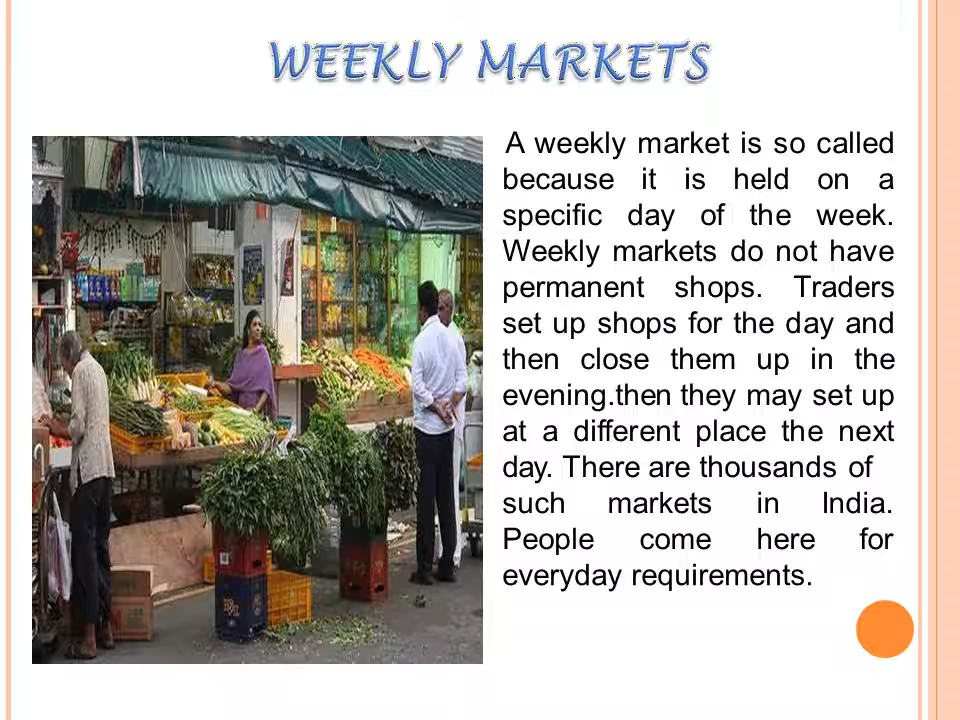 WEEKLY MARKETS
A weekly market is so called
because it is held on a
specific day of the week.
Weekly markets do not have
permanent shops. Traders
set up shops for the day and
then close them up in the
evening.then they may set up
at a different place the next
day. There are thousands of
such markets in India.
People come here for
everyday requirements.